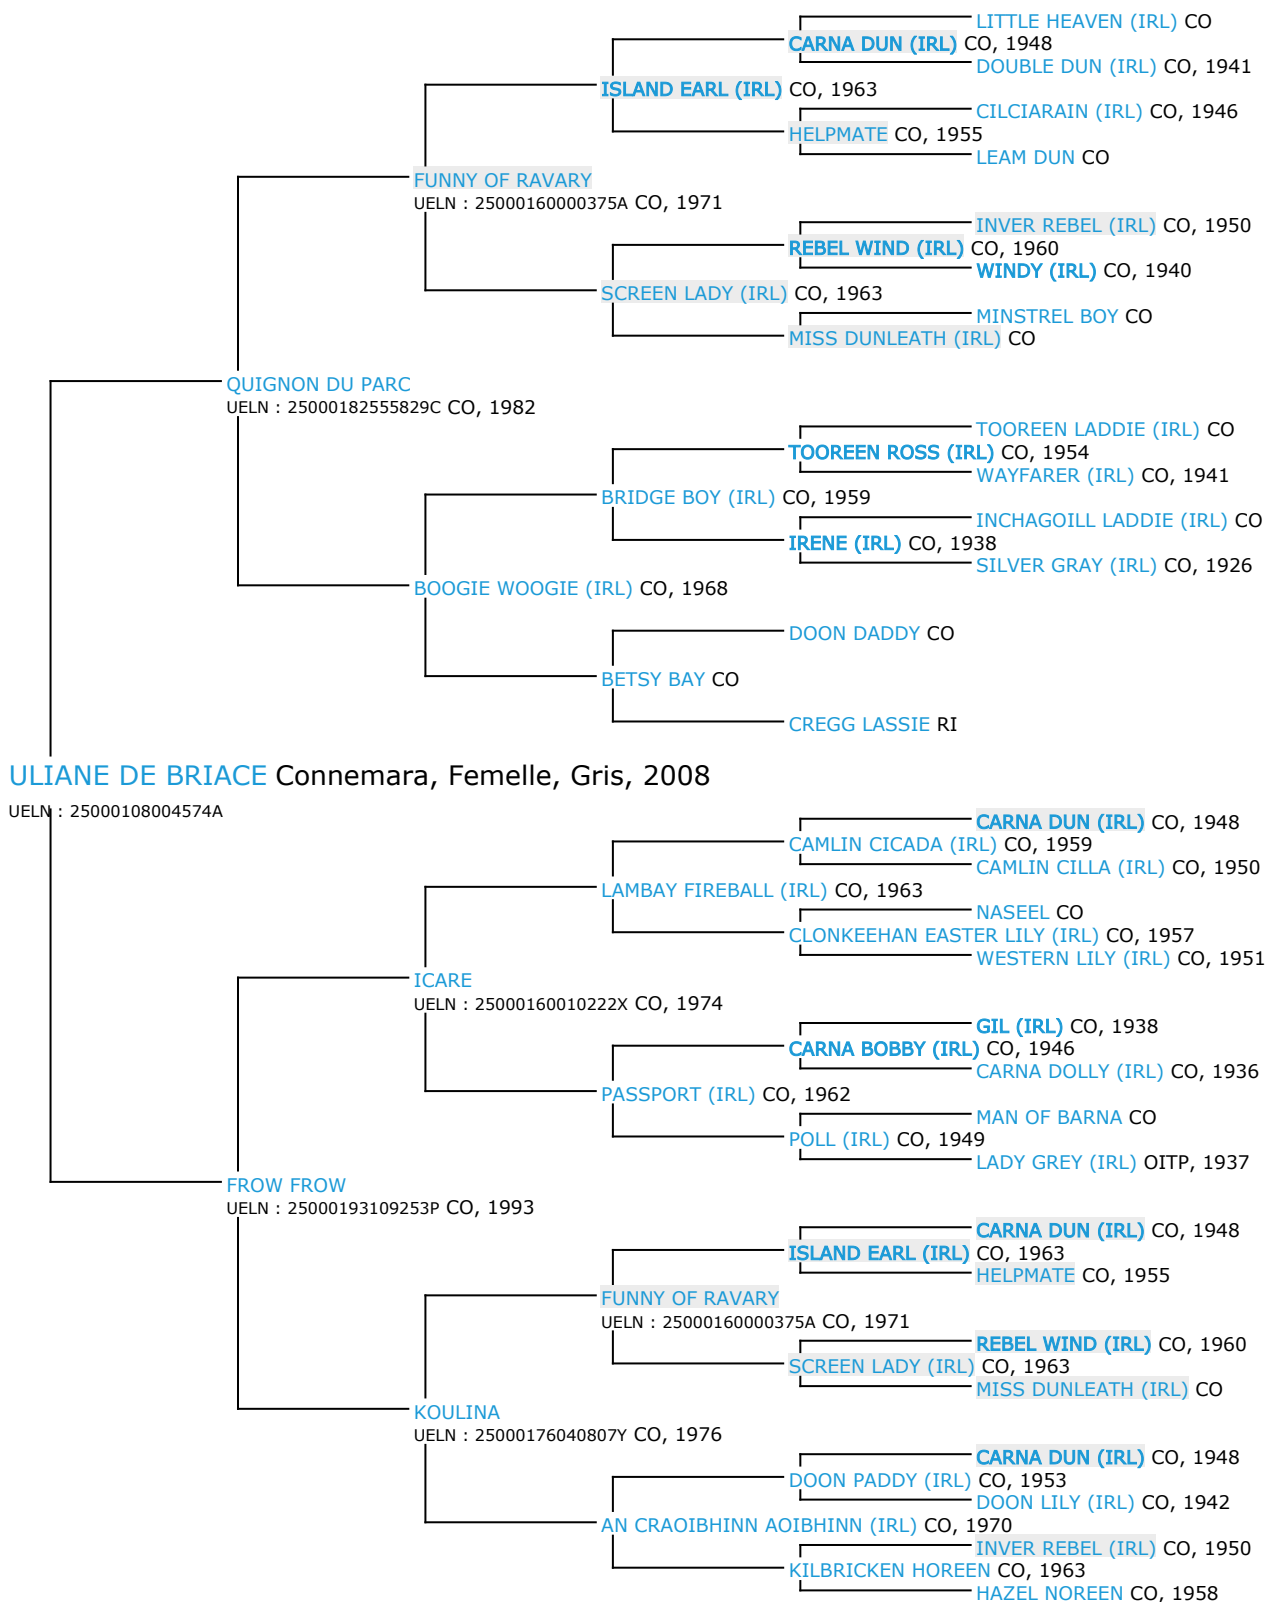 LITTLE HEAVEN (IRL) CO
CARNA DUN (IRL) CO, 1948
DOUBLE DUN (IRL) CO, 1941
ISLAND EARL (IRL) CO, 1963
CILCIARAIN (IRL) CO, 1946
HELPMATE CO, 1955
LEAM DUN CO
FUNNY OF RAVARY
UELN : 25000160000375A CO, 1971
INVER REBEL (IRL) CO, 1950
REBEL WIND (IRL) CO, 1960
WINDY (IRL) CO, 1940
SCREEN LADY (IRL) CO, 1963
MINSTREL BOY CO
MISS DUNLEATH (IRL) CO
QUIGNON DU PARC
UELN : 25000182555829C CO, 1982
TOOREEN LADDIE (IRL) CO
TOOREEN ROSS (IRL) CO, 1954
WAYFARER (IRL) CO, 1941
BRIDGE BOY (IRL) CO, 1959
INCHAGOILL LADDIE (IRL) CO
IRENE (IRL) CO, 1938
SILVER GRAY (IRL) CO, 1926
BOOGIE WOOGIE (IRL) CO, 1968
DOON DADDY CO
BETSY BAY CO
CREGG LASSIE RI
ULIANE DE BRIACE Connemara, Femelle, Gris, 2008
UELN : 25000108004574A
CARNA DUN (IRL) CO, 1948
CAMLIN CICADA (IRL) CO, 1959
CAMLIN CILLA (IRL) CO, 1950
LAMBAY FIREBALL (IRL) CO, 1963
NASEEL CO
CLONKEEHAN EASTER LILY (IRL) CO, 1957
WESTERN LILY (IRL) CO, 1951
ICARE
UELN : 25000160010222X CO, 1974
GIL (IRL) CO, 1938
CARNA BOBBY (IRL) CO, 1946
CARNA DOLLY (IRL) CO, 1936
PASSPORT (IRL) CO, 1962
MAN OF BARNA CO
POLL (IRL) CO, 1949
LADY GREY (IRL) OITP, 1937
FROW FROW
UELN : 25000193109253P CO, 1993
CARNA DUN (IRL) CO, 1948
ISLAND EARL (IRL) CO, 1963
HELPMATE CO, 1955
FUNNY OF RAVARY
UELN : 25000160000375A CO, 1971
REBEL WIND (IRL) CO, 1960
SCREEN LADY (IRL) CO, 1963
MISS DUNLEATH (IRL) CO
KOULINA
UELN : 25000176040807Y CO, 1976
CARNA DUN (IRL) CO, 1948
DOON PADDY (IRL) CO, 1953
DOON LILY (IRL) CO, 1942
AN CRAOIBHINN AOIBHINN (IRL) CO, 1970
INVER REBEL (IRL) CO, 1950
KILBRICKEN HOREEN CO, 1963
HAZEL NOREEN CO, 1958